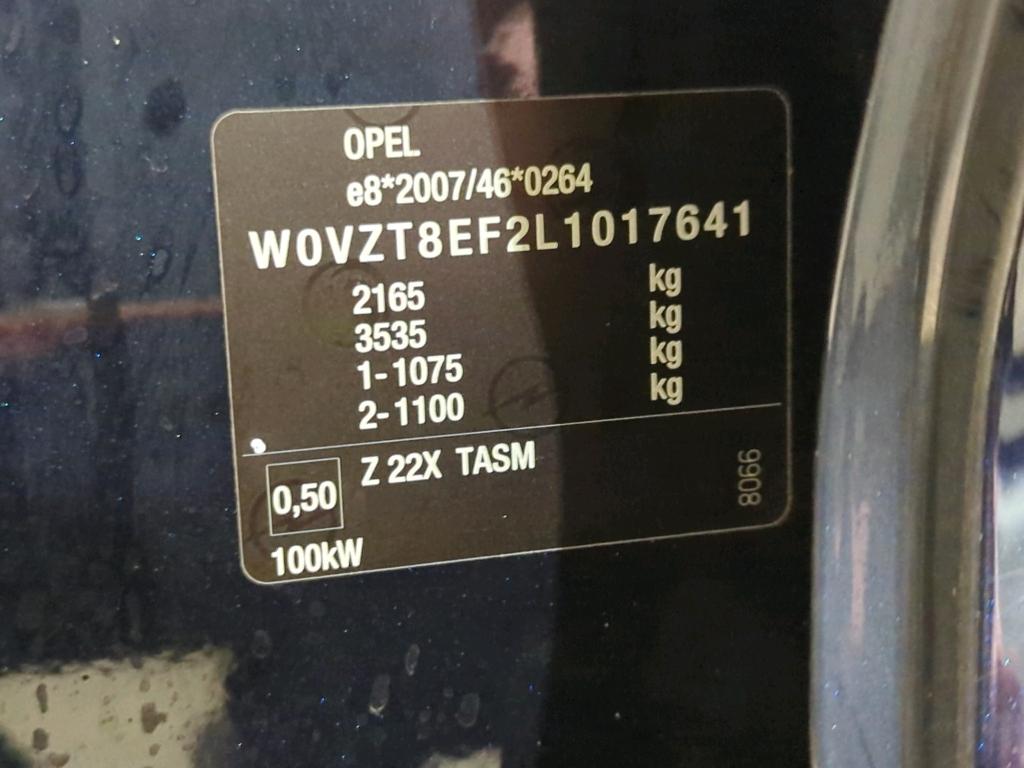 OPEL
e8*2007/46*0264
W0VZT8EF2L1017641
2165 kg
3535 kg
1-1075 kg
2-1100 kg
Z 22X TASM
0,50
100kW
9908